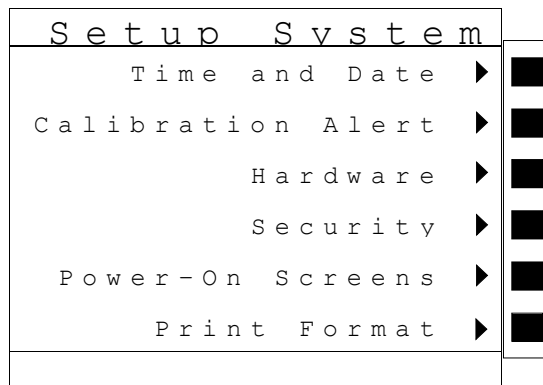 Setup System
Time and Date
Calibration Alert
Hardware
Security
Power-On Screens
Print Format